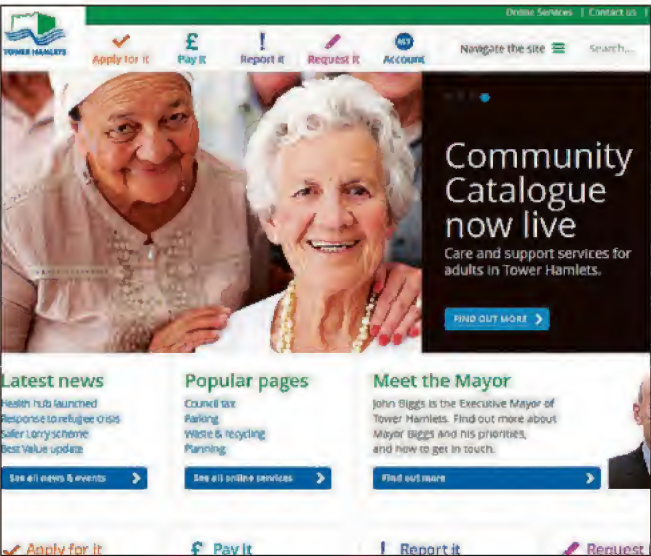 Online Services | Contact us |
TOWER HAMLETS
Apply for it
£
Pay it
!
Report it
Request it
MY
Account
Navigate the site
Search...
Community
Catalogue
now live
Care and support services for
adults in Tower Hamlets.
FIND OUT MORE
Latest news
Health hub launched
Response to refugee crisis
Safer Lorry scheme
Best Value update
See all news & events
Popular pages
Council tax
Parking
Waste & recycling
Planning
See all online services
Meet the Mayor
John Biggs is the Executive Mayor of
Tower Hamlets. Find out more about
Mayor Biggs and his priorities,
and how to get in touch.
Find out more
Apply for it
£ Pay it
! Report it
Request